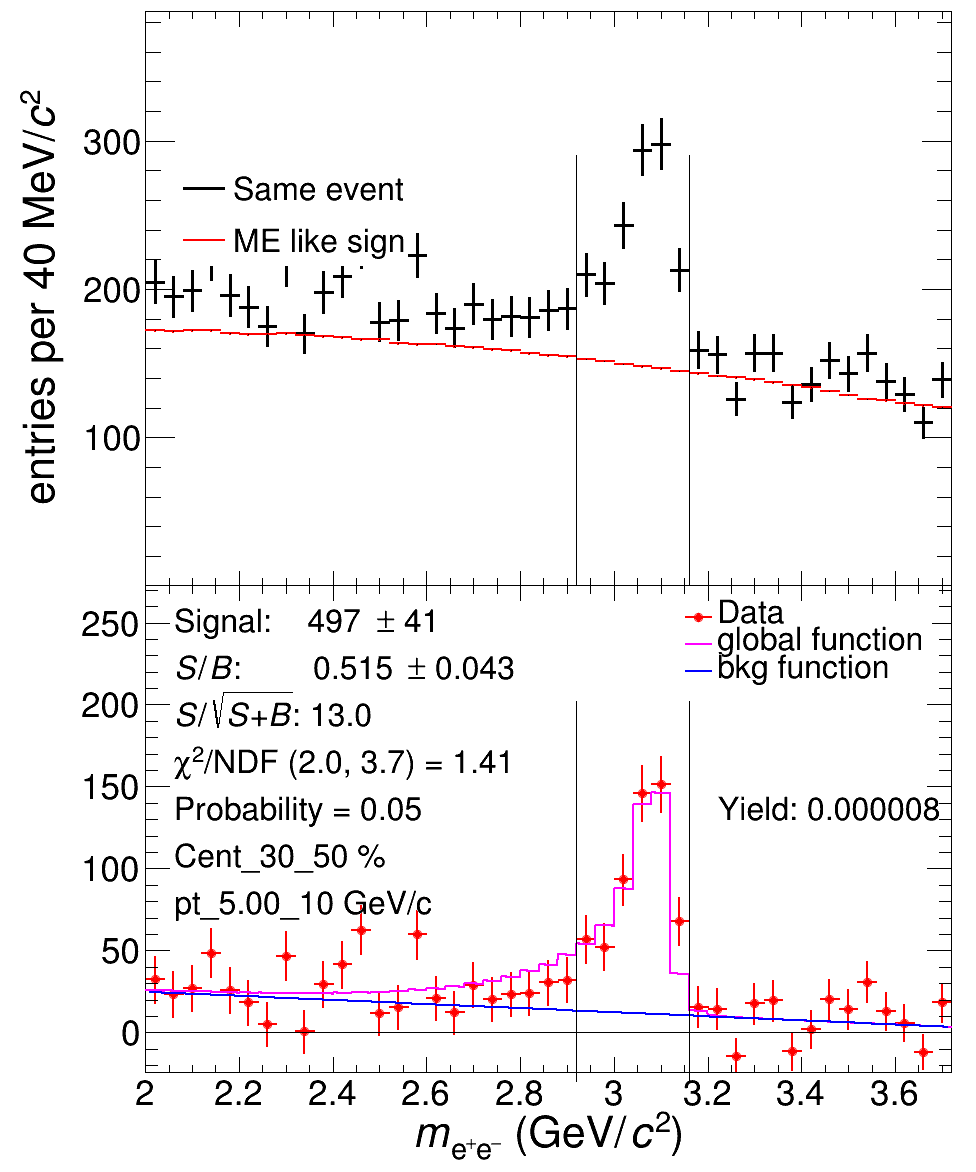 entries per 40 MeV/c²
300
200
100
Same event
ME like sign
250
200
150
100
50
0
Signal: 497 ± 41
S/B: 0.515 ± 0.043
S/√S+B: 13.0
χ²/NDF (2.0, 3.7) = 1.41
Probability = 0.05
Cent_30_50 %
pt_5.00_10 GeV/c
Data
global function
bkg function
Yield: 0.000008
2 2.2 2.4 2.6 2.8 3 3.2 3.4 3.6
mₑ⁺ₑ⁻ (GeV/c²)